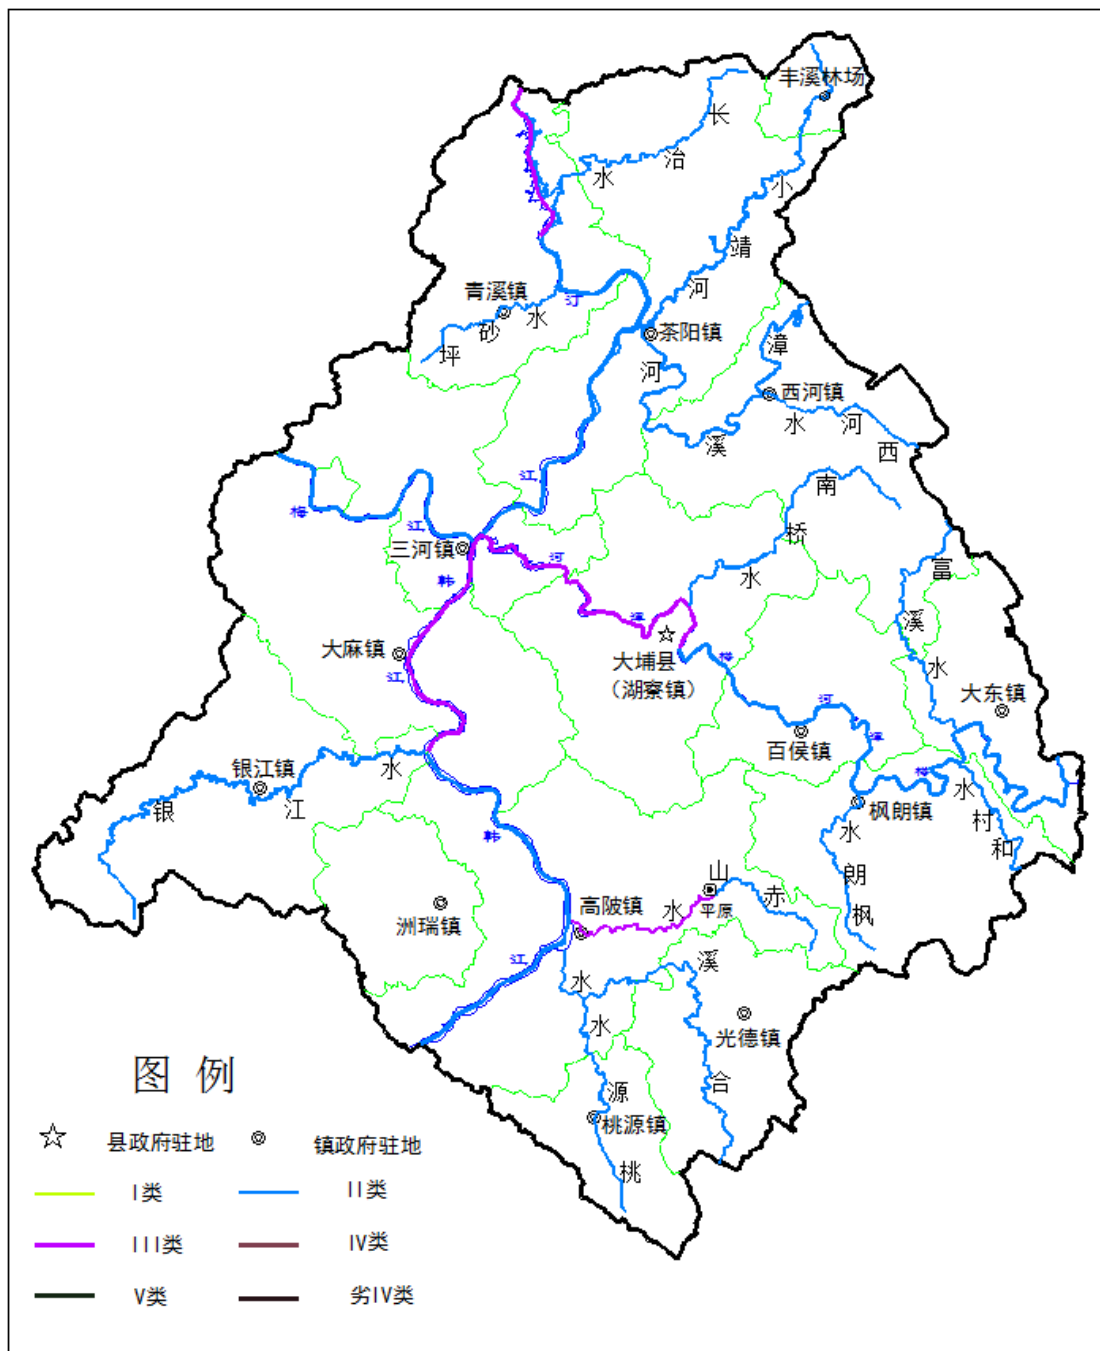 丰溪林场
长
治
水
小
靖
河
青溪镇
汀
坪
砂
水
茶阳镇
河
漳
西河镇
溪
水
河
西
江
南
桥
水
梅
江
三河镇
韩
河
潭
大埔县
（湖寮镇）
梅
富
溪
水
大东镇
大麻镇
江
河
潭
百侯镇
梅
枫朗镇
水
村
和
水
朗
枫
银江镇
银
江
水
韩
洲瑞镇
高陂镇
水
山
平原
赤
江
溪
水
水
光德镇
合
源
桃源镇
桃
图 例
县政府驻地
镇政府驻地
I类
II类
III类
IV类
V类
劣IV类